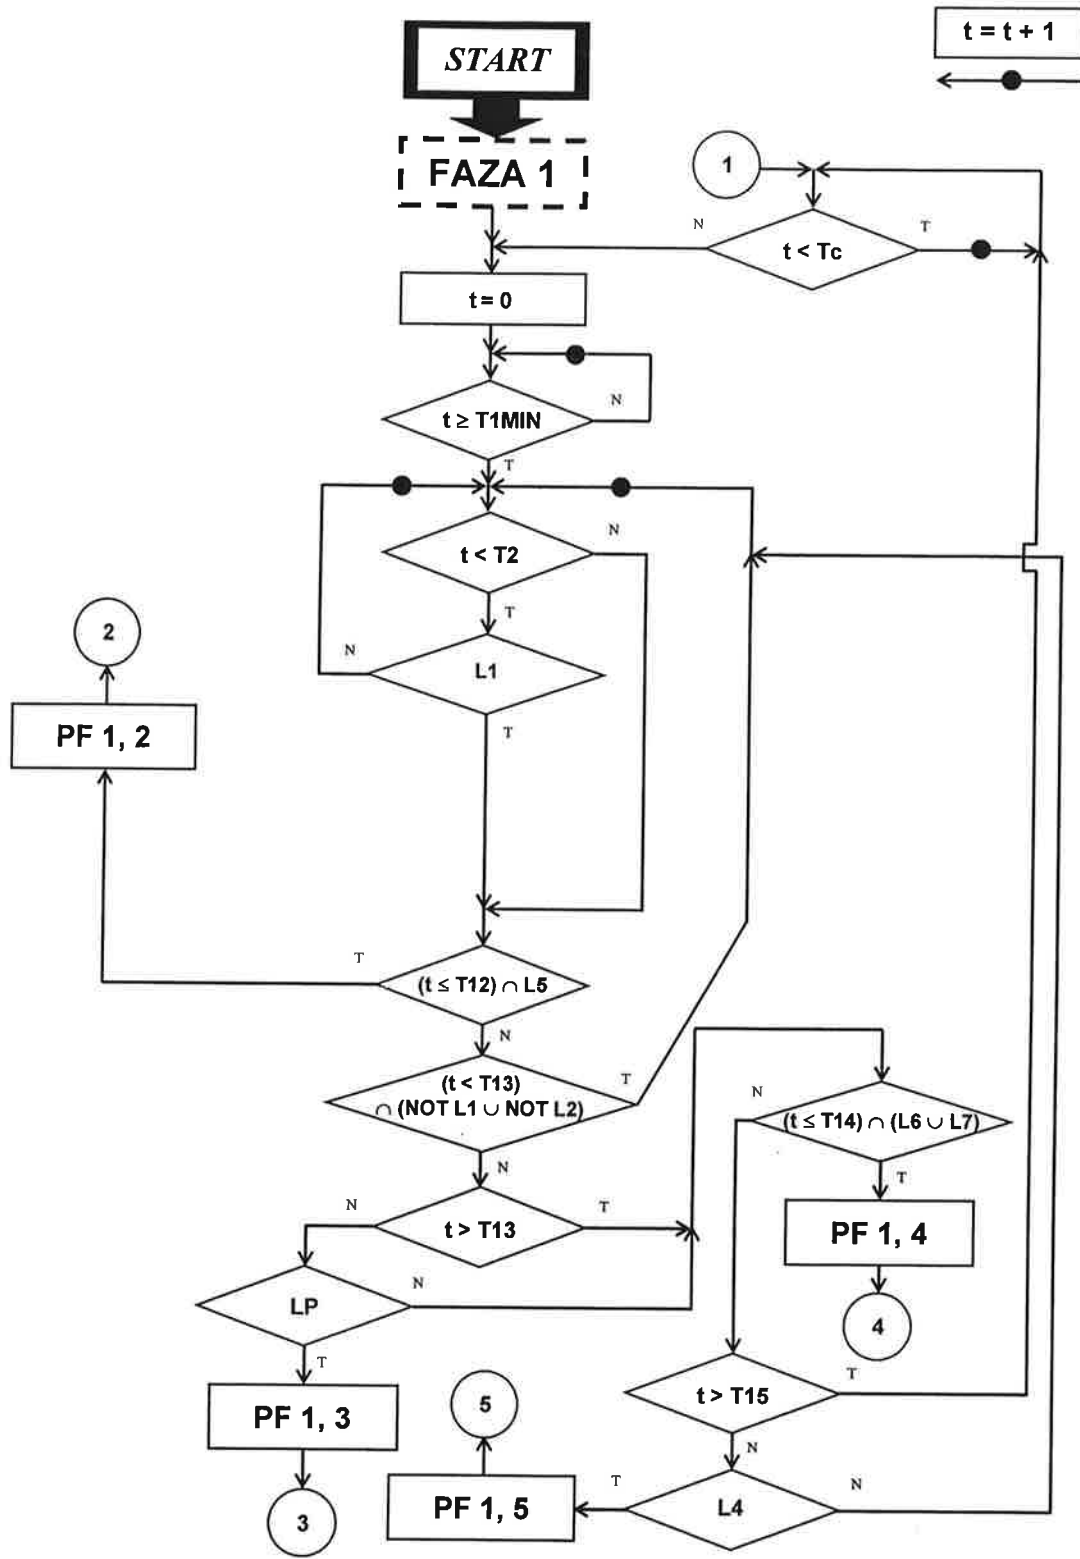 t = t + 1
START
FAZA 1
1
N
t < Tc
T
t = 0
t ≥ T1MIN
N
T
t < T2
N
T
2
N
L1
T
PF 1, 2
T
(t ≤ T12) ∩ L5
N
(t < T13)
∩ (NOT L1 ∪ NOT L2)
T
N
N
(t ≤ T14) ∩ (L6 ∪ L7)
T
N
t > T13
T
PF 1, 4
LP
N
4
T
t > T15
T
PF 1, 3
5
N
T
L4
N
PF 1, 5
3